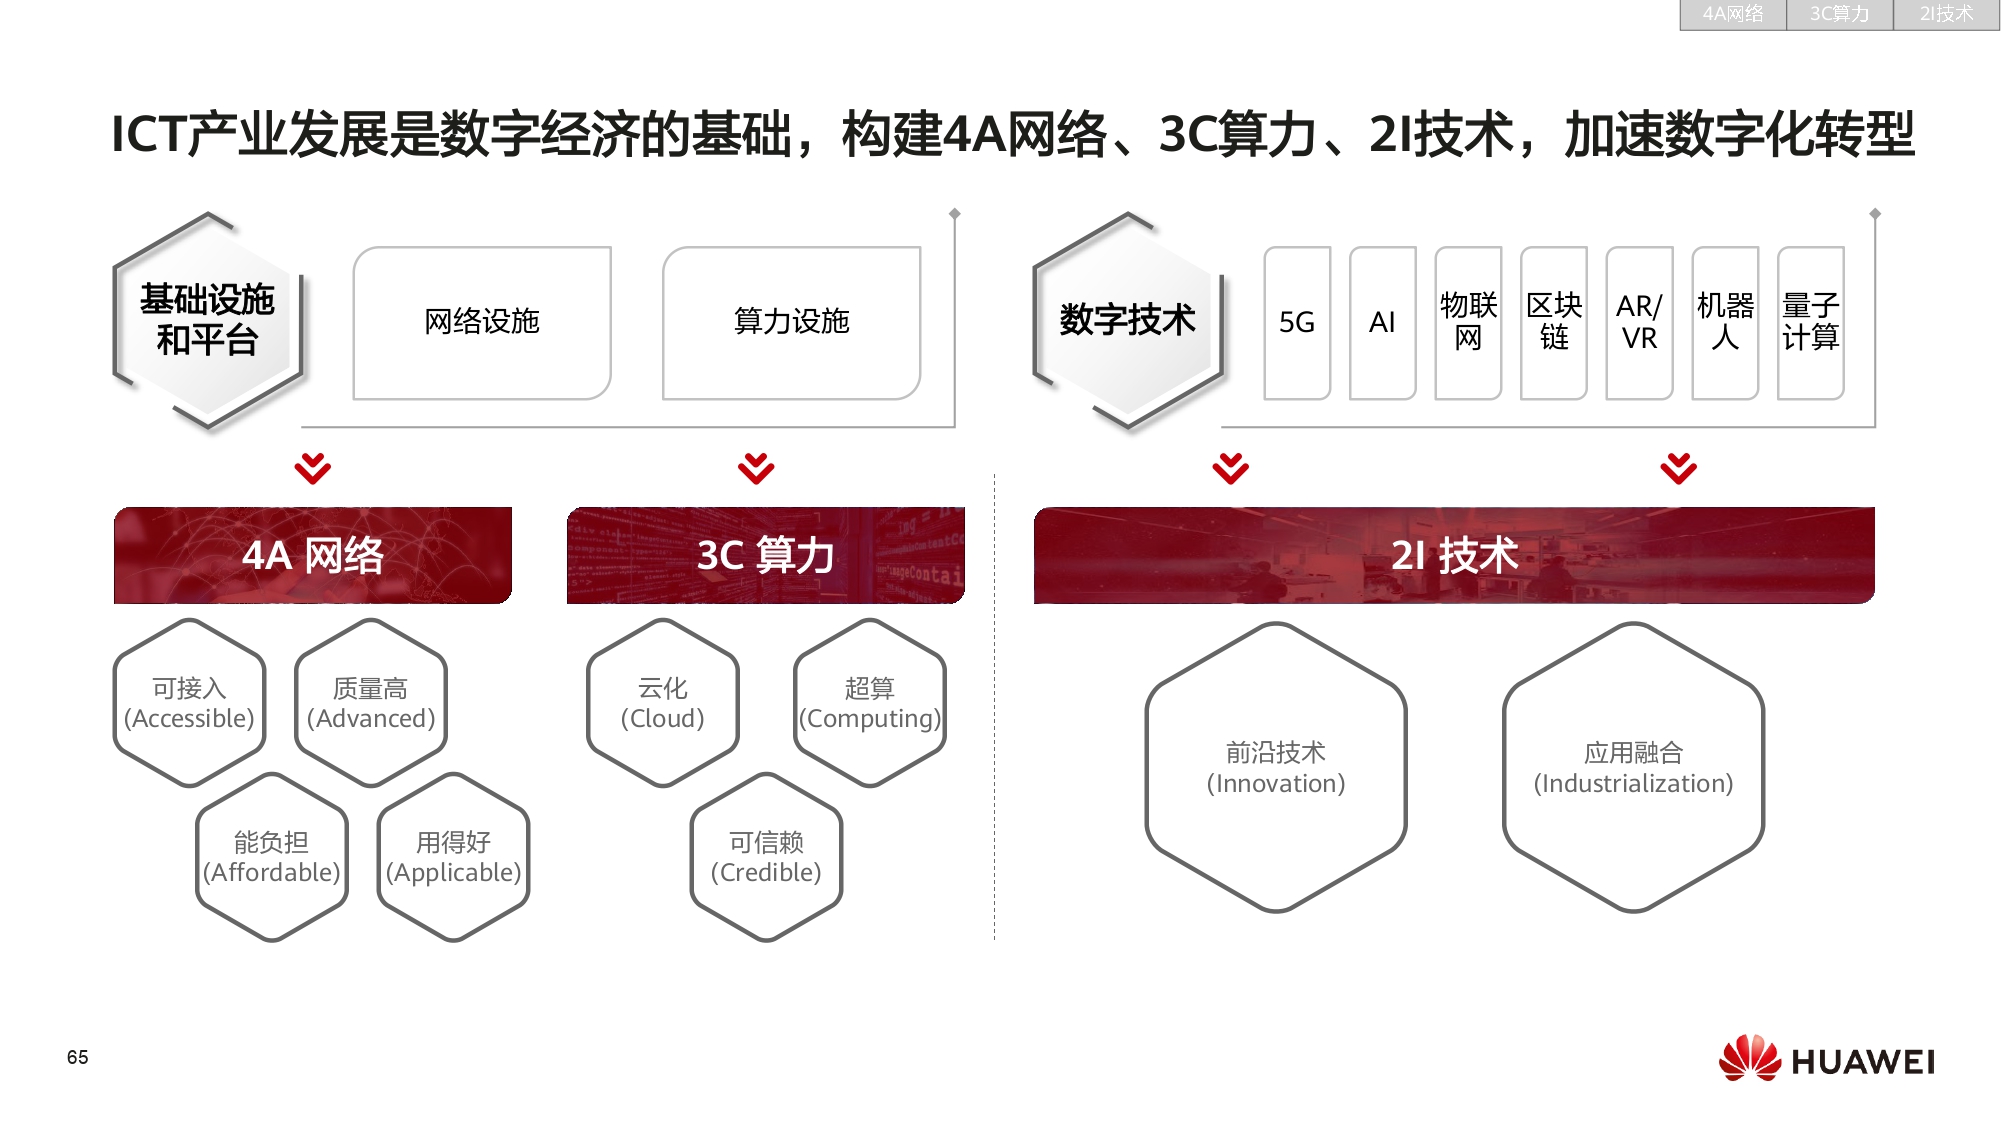 4A网络
3C算力
2I技术
ICT产业发展是数字经济的基础，构建4A网络、3C算力、2I技术，加速数字化转型
基础设施
和平台
网络设施
算力设施
数字技术
5G
AI
物联
网
区块
链
AR/
VR
机器
人
量子
计算
4A 网络
3C 算力
2I 技术
可接入
(Accessible)
质量高
(Advanced)
能负担
(Affordable)
用得好
(Applicable)
云化
(Cloud)
超算
(Computing)
可信赖
(Credible)
前沿技术
(Innovation)
应用融合
(Industrialization)
65
HUAWEI